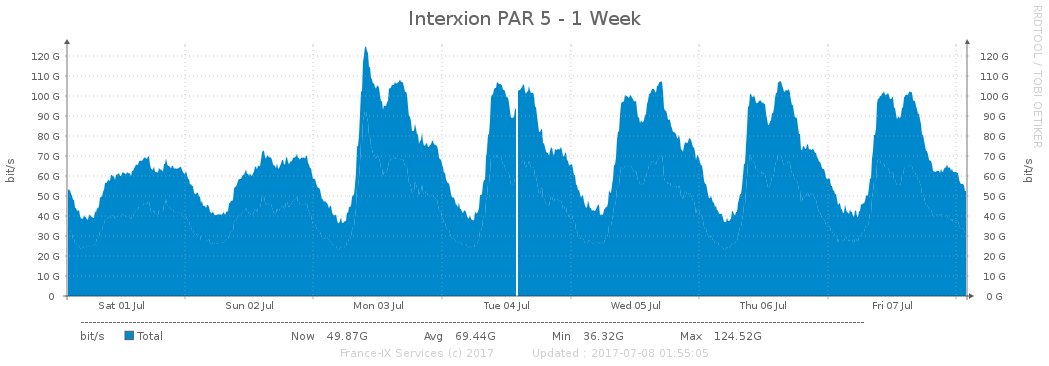 Interxion PAR 5 - 1 Week
RRDTOOL / TOBI OETIKER
120 G 120 G
110 G 110 G
100 G 100 G
90 G 90 G
80 G 80 G
70 G 70 G
60 G 60 G
50 G 50 G
40 G 40 G
30 G 30 G
20 G 20 G
10 G 10 G
0 0 G
bit/s
bit/s
Sat 01 Jul Sun 02 Jul Mon 03 Jul Tue 04 Jul Wed 05 Jul Thu 06 Jul Fri 07 Jul
bit/s Total Now 49.87G Avg 69.44G Min 36.32G Max 124.52G
France-IX Services (c) 2017 Updated : 2017-07-08 01:55:05